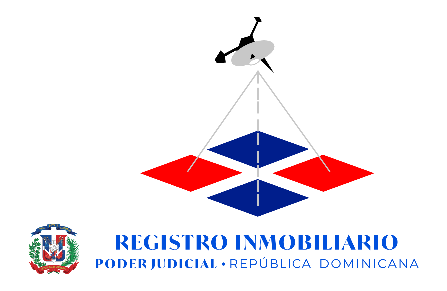 REGISTRO INMOBILIARIO
PODER JUDICIAL • REPÚBLICA DOMINICANA